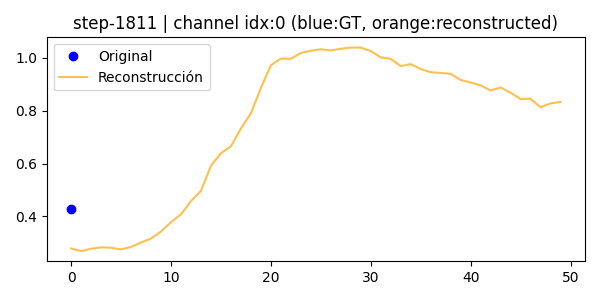 step-1811 | channel idx:0 (blue:GT, orange:reconstructed)
Original
Reconstrucción
1.0
0.8
0.6
0.4
0 10 20 30 40 50